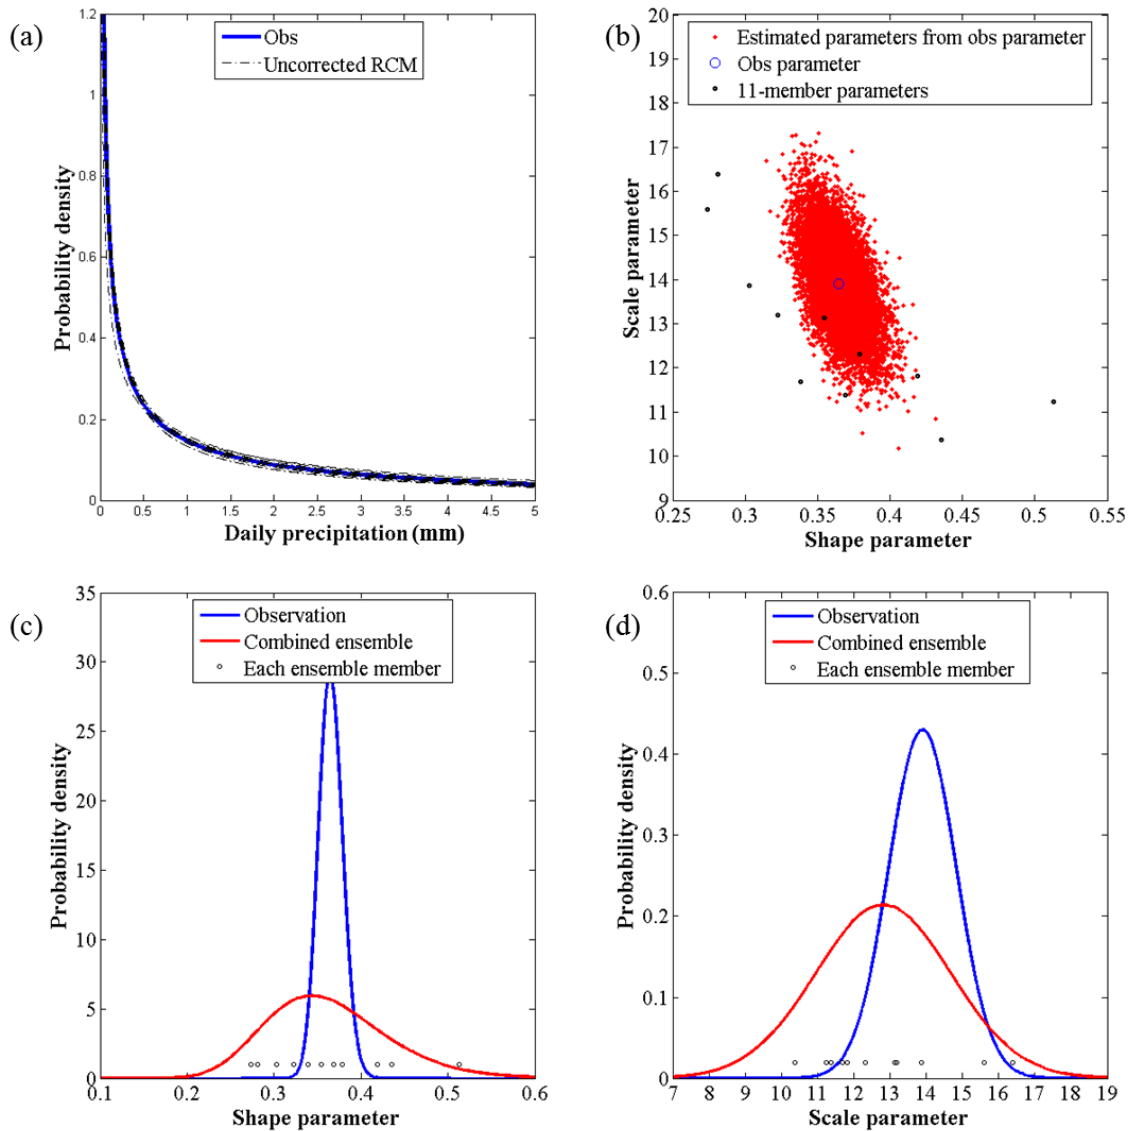 (a)
Obs
Uncorrected RCM
1.2
1
0.8
0.6
0.4
0.2
0
Probability density
0 0.5 1 1.5 2 2.5 3 3.5 4 4.5 5
Daily precipitation (mm)
(b)
Estimated parameters from obs parameter
Obs parameter
11-member parameters
20
19
18
17
16
15
14
13
12
11
10
9
Scale parameter
0.25 0.3 0.35 0.4 0.45 0.5 0.55
Shape parameter
(c)
Observation
Combined ensemble
Each ensemble member
35
30
25
20
15
10
5
0
Probability density
0.1 0.2 0.3 0.4 0.5 0.6
Shape parameter
(d)
Observation
Combined ensemble
Each ensemble member
0.6
0.5
0.4
0.3
0.2
0.1
0
Probability density
7 8 9 10 11 12 13 14 15 16 17 18 19
Scale parameter